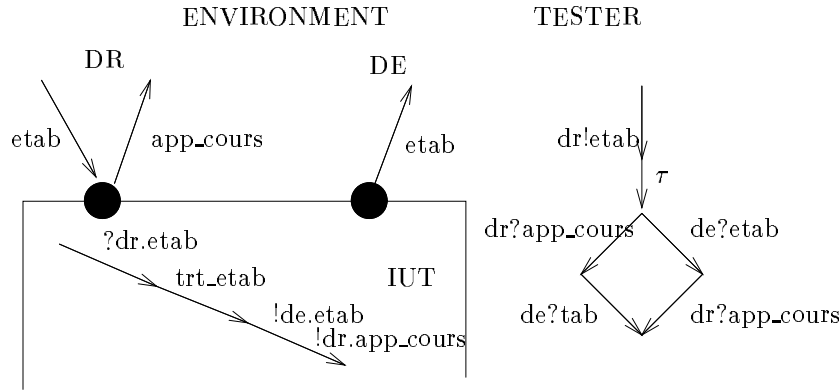 ENVIRONMENT TESTER
DR DE
etab app_cours etab dr!etab
τ
?dr.etab dr?app_cours de?etab
trt_etab IUT
!de.etab de?tab dr?app_cours
!dr.app_cours